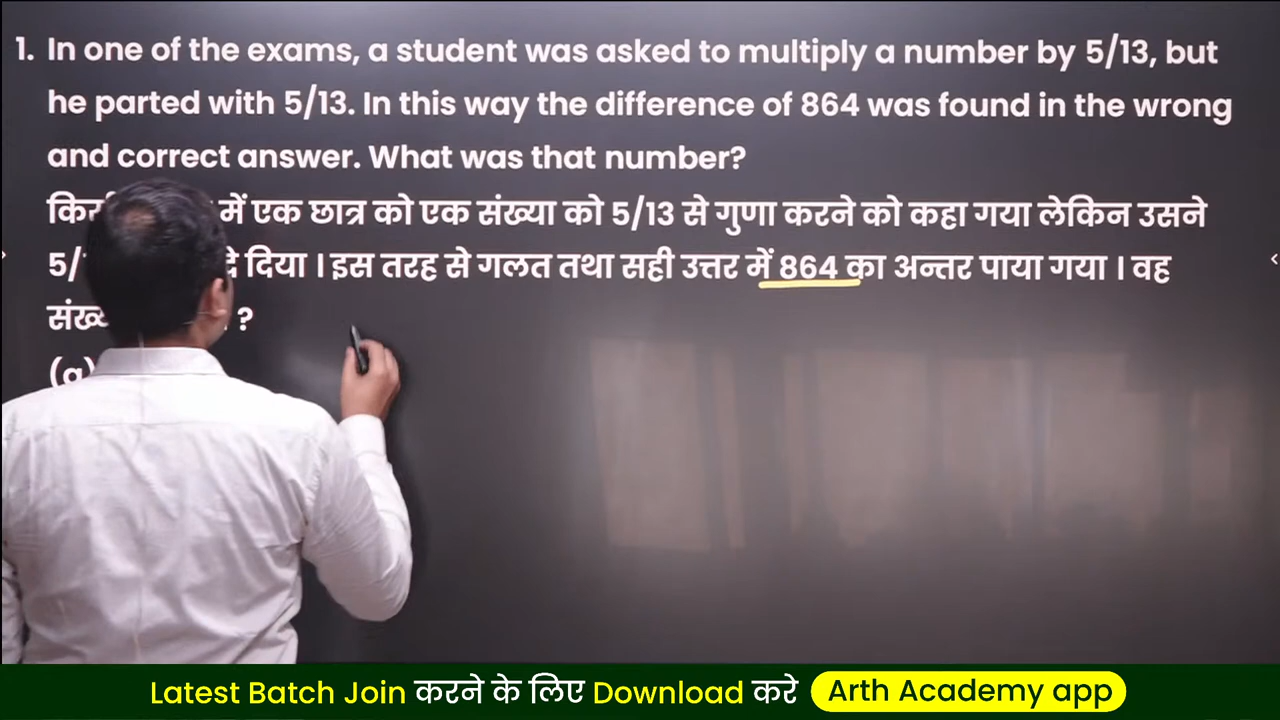 1. In one of the exams, a student was asked to multiply a number by 5/13, but
he parted with 5/13. In this way the difference of 864 was found in the wrong
and correct answer. What was that number?
में एक छात्र को एक संख्या को 5/13 से गुणा करने को कहा गया लेकिन उसने
दिया । इस तरह से गलत तथा सही उत्तर में 864 का अन्तर पाया गया । वह
?
(a)
Latest Batch Join करने के लिए Download करे Arth Academy app